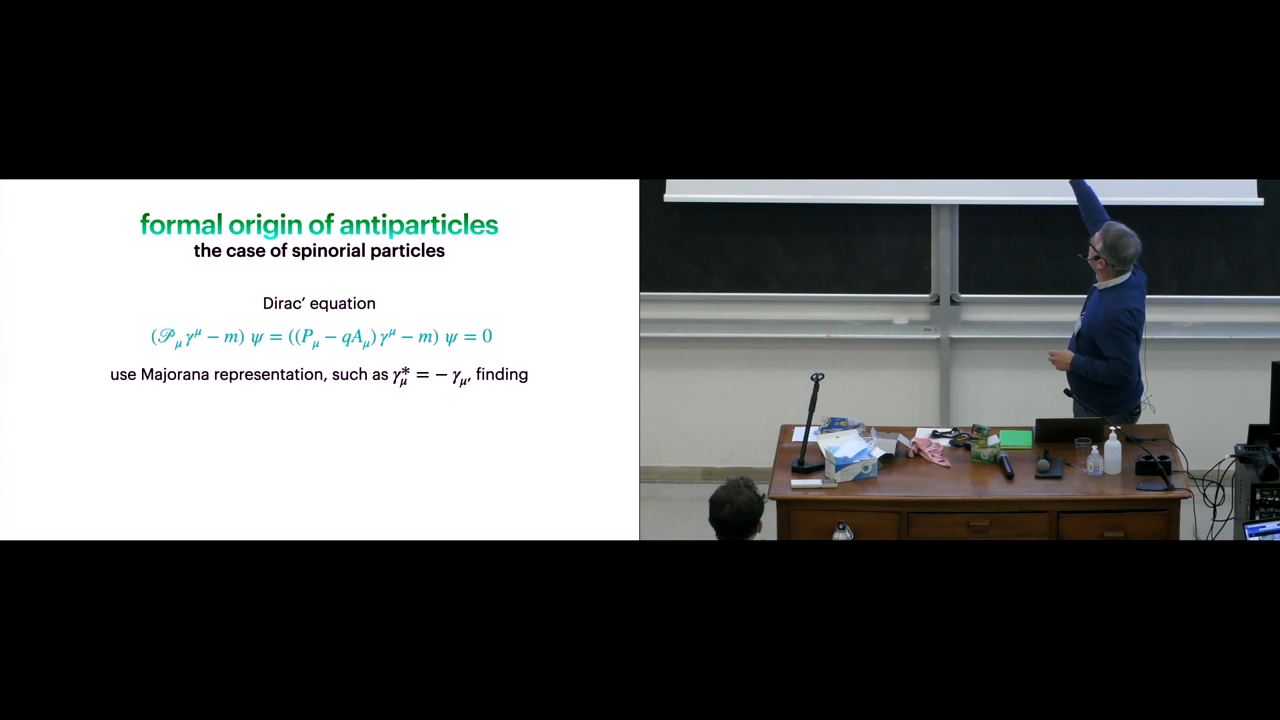 formal origin of antiparticles
the case of spinorial particles
Dirac’ equation
(𝒫_μ γ^μ − m) ψ = ((P_μ − qA_μ) γ^μ − m) ψ = 0
use Majorana representation, such as γ_μ^* = − γ_μ, finding